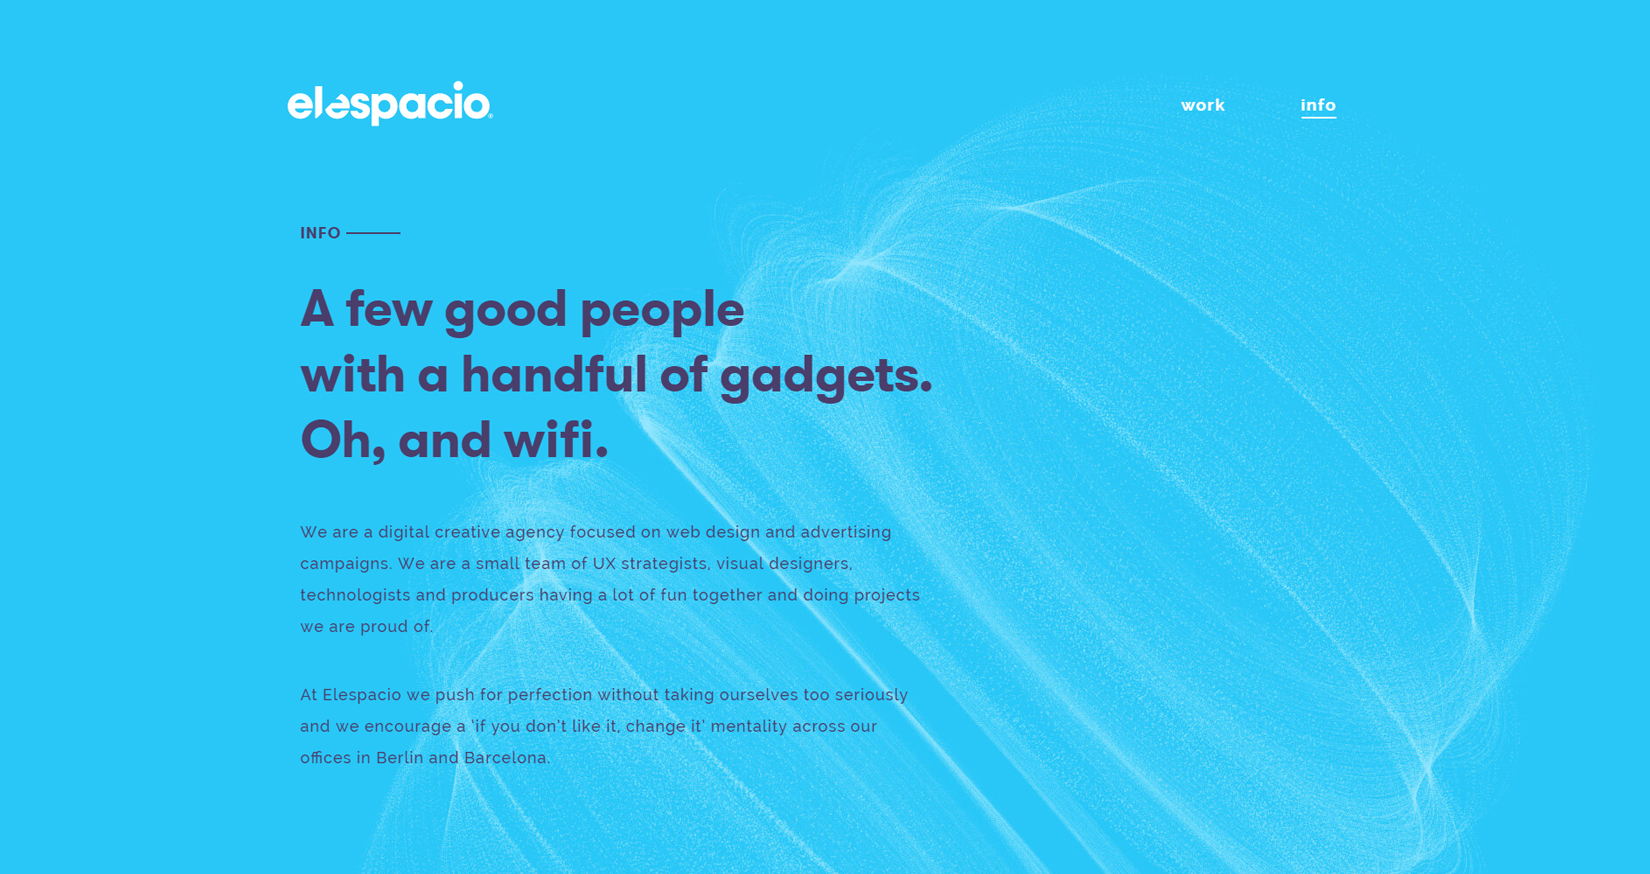 elespacio®
work
info
INFO
A few good people
with a handful of gadgets.
Oh, and wifi.
We are a digital creative agency focused on web design and advertising
campaigns. We are a small team of UX strategists, visual designers,
technologists and producers having a lot of fun together and doing projects
we are proud of.
At Elespacio we push for perfection without taking ourselves too seriously
and we encourage a 'if you don't like it, change it' mentality across our
offices in Berlin and Barcelona.